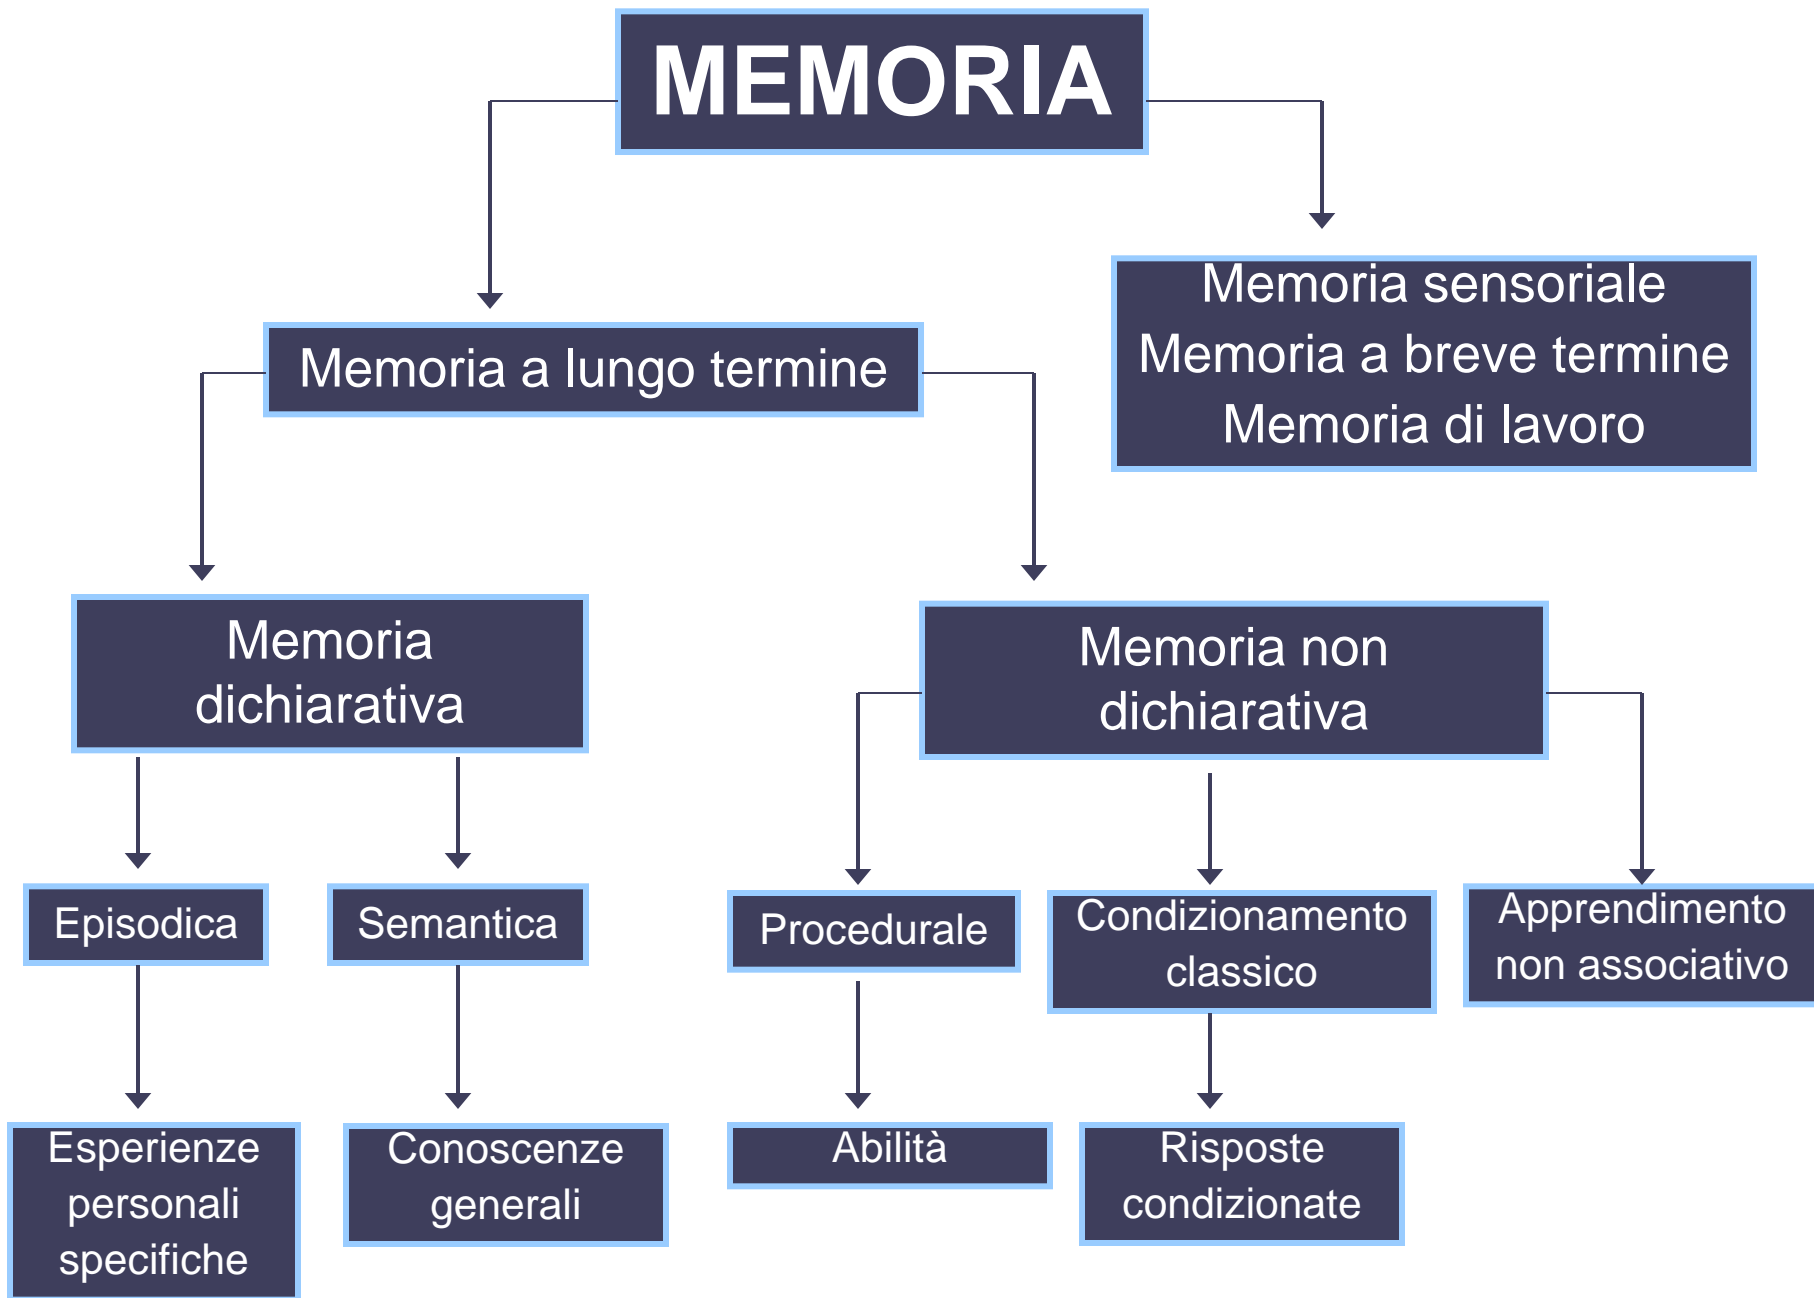 MEMORIA
Memoria sensoriale
Memoria a breve termine
Memoria di lavoro
Memoria a lungo termine
Memoria
dichiarativa
Memoria non
dichiarativa
Episodica
Semantica
Procedurale
Condizionamento
classico
Apprendimento
non associativo
Esperienze
personali
specifiche
Conoscenze
generali
Abilità
Risposte
condizionate